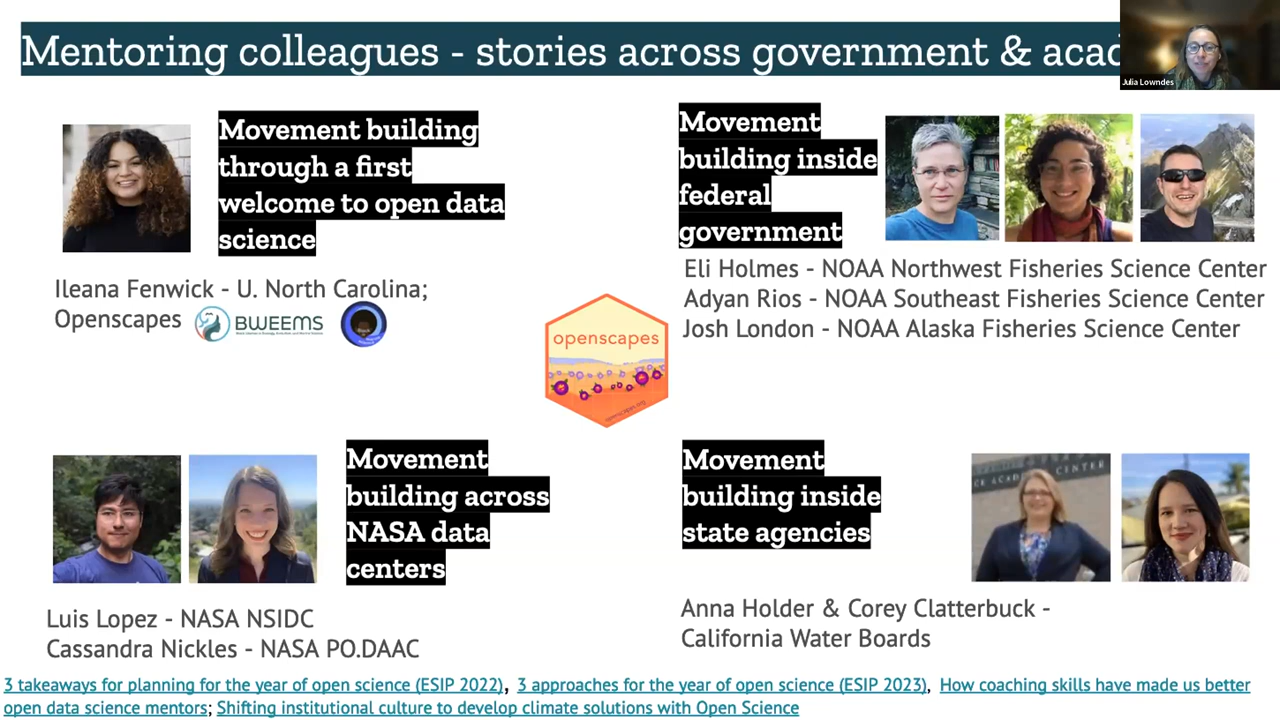 Mentoring colleagues - stories across government & acad
Julia Lowndes
Movement building
through a first
welcome to open data
science
Ileana Fenwick - U. North Carolina;
Openscapes
BWEEMS
Movement
building inside
federal
government
Eli Holmes - NOAA Northwest Fisheries Science Center
Adyan Rios - NOAA Southeast Fisheries Science Center
Josh London - NOAA Alaska Fisheries Science Center
openscapes
Movement
building across
NASA data
centers
Luis Lopez - NASA NSIDC
Cassandra Nickles - NASA PO.DAAC
Movement
building inside
state agencies
CE ACADEMY CENTER
Anna Holder & Corey Clatterbuck -
California Water Boards
3 takeaways for planning for the year of open science (ESIP 2022), 3 approaches for the year of open science (ESIP 2023), How coaching skills have made us better
open data science mentors; Shifting institutional culture to develop climate solutions with Open Science